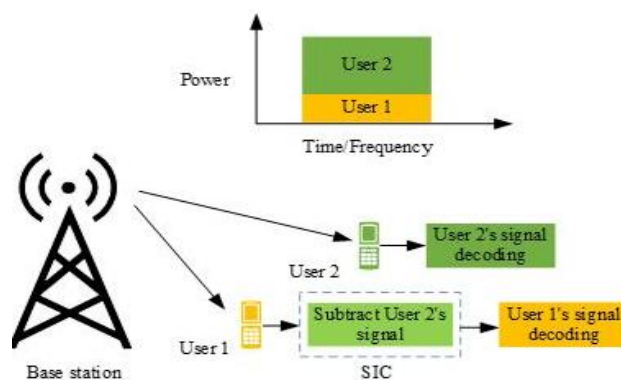 User 2
Power
User 1
Time/Frequency
User 2's signal
decoding
User 2
Subtract User 2's
signal
User 1's signal
decoding
User 1
SIC
Base station